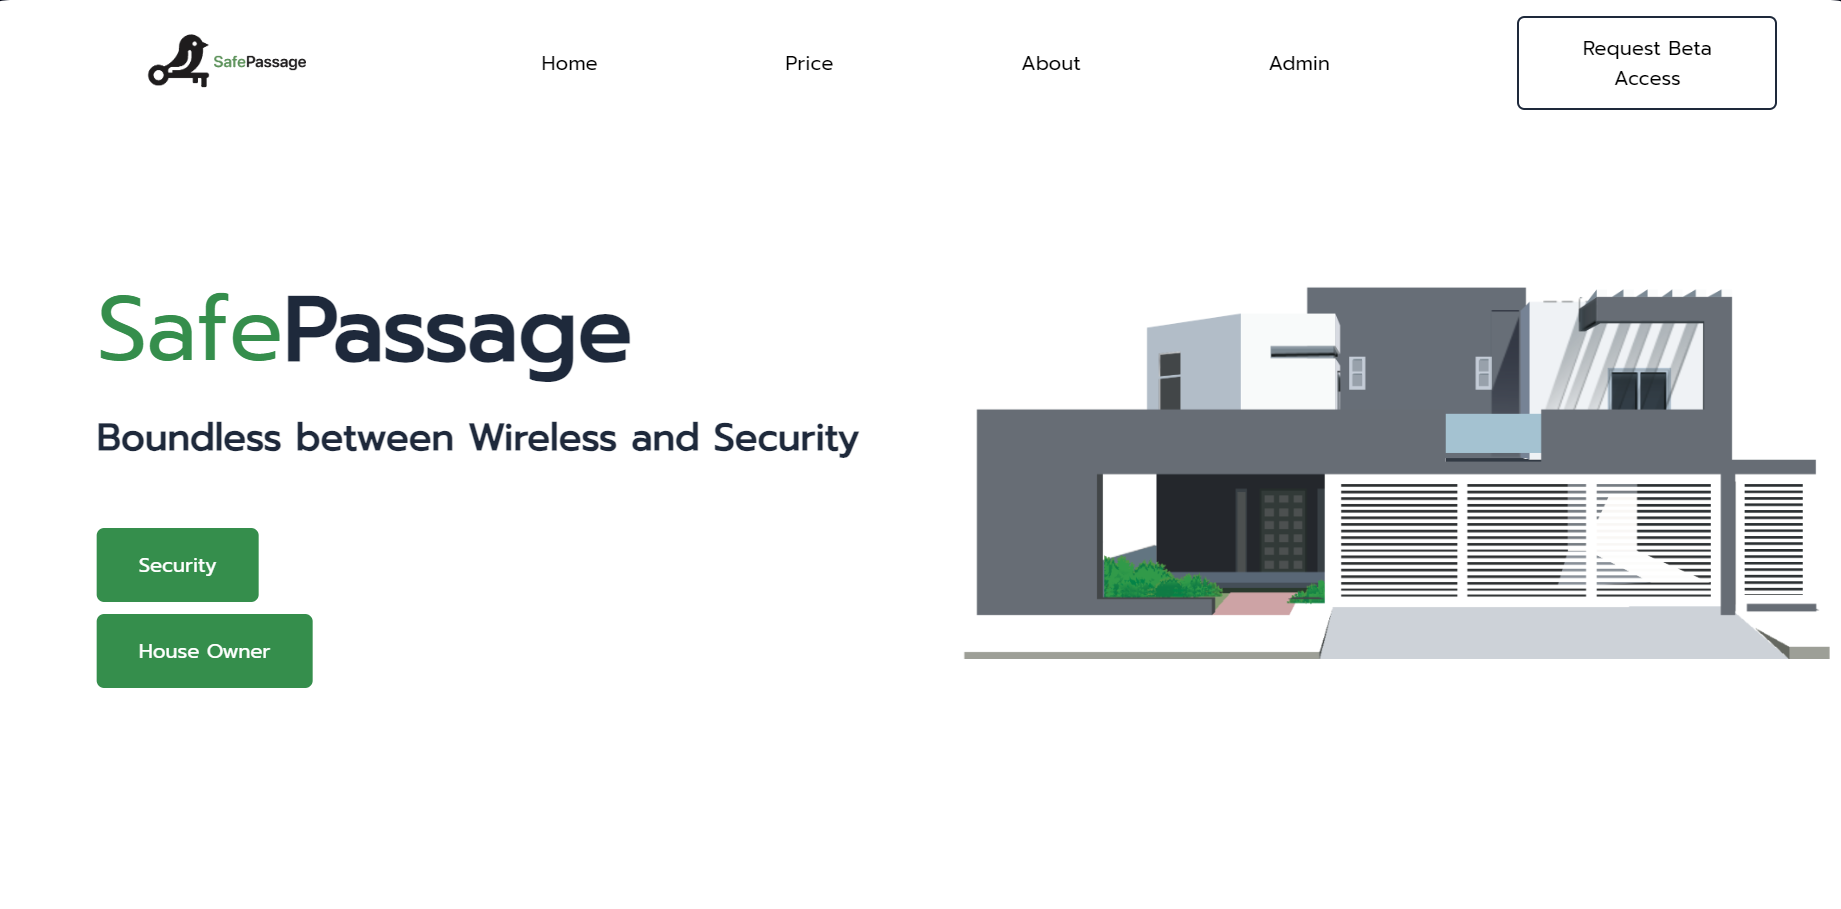 SafePassage
Home
Price
About
Admin
Request Beta
Access
SafePassage
Boundless between Wireless and Security
Security
House Owner